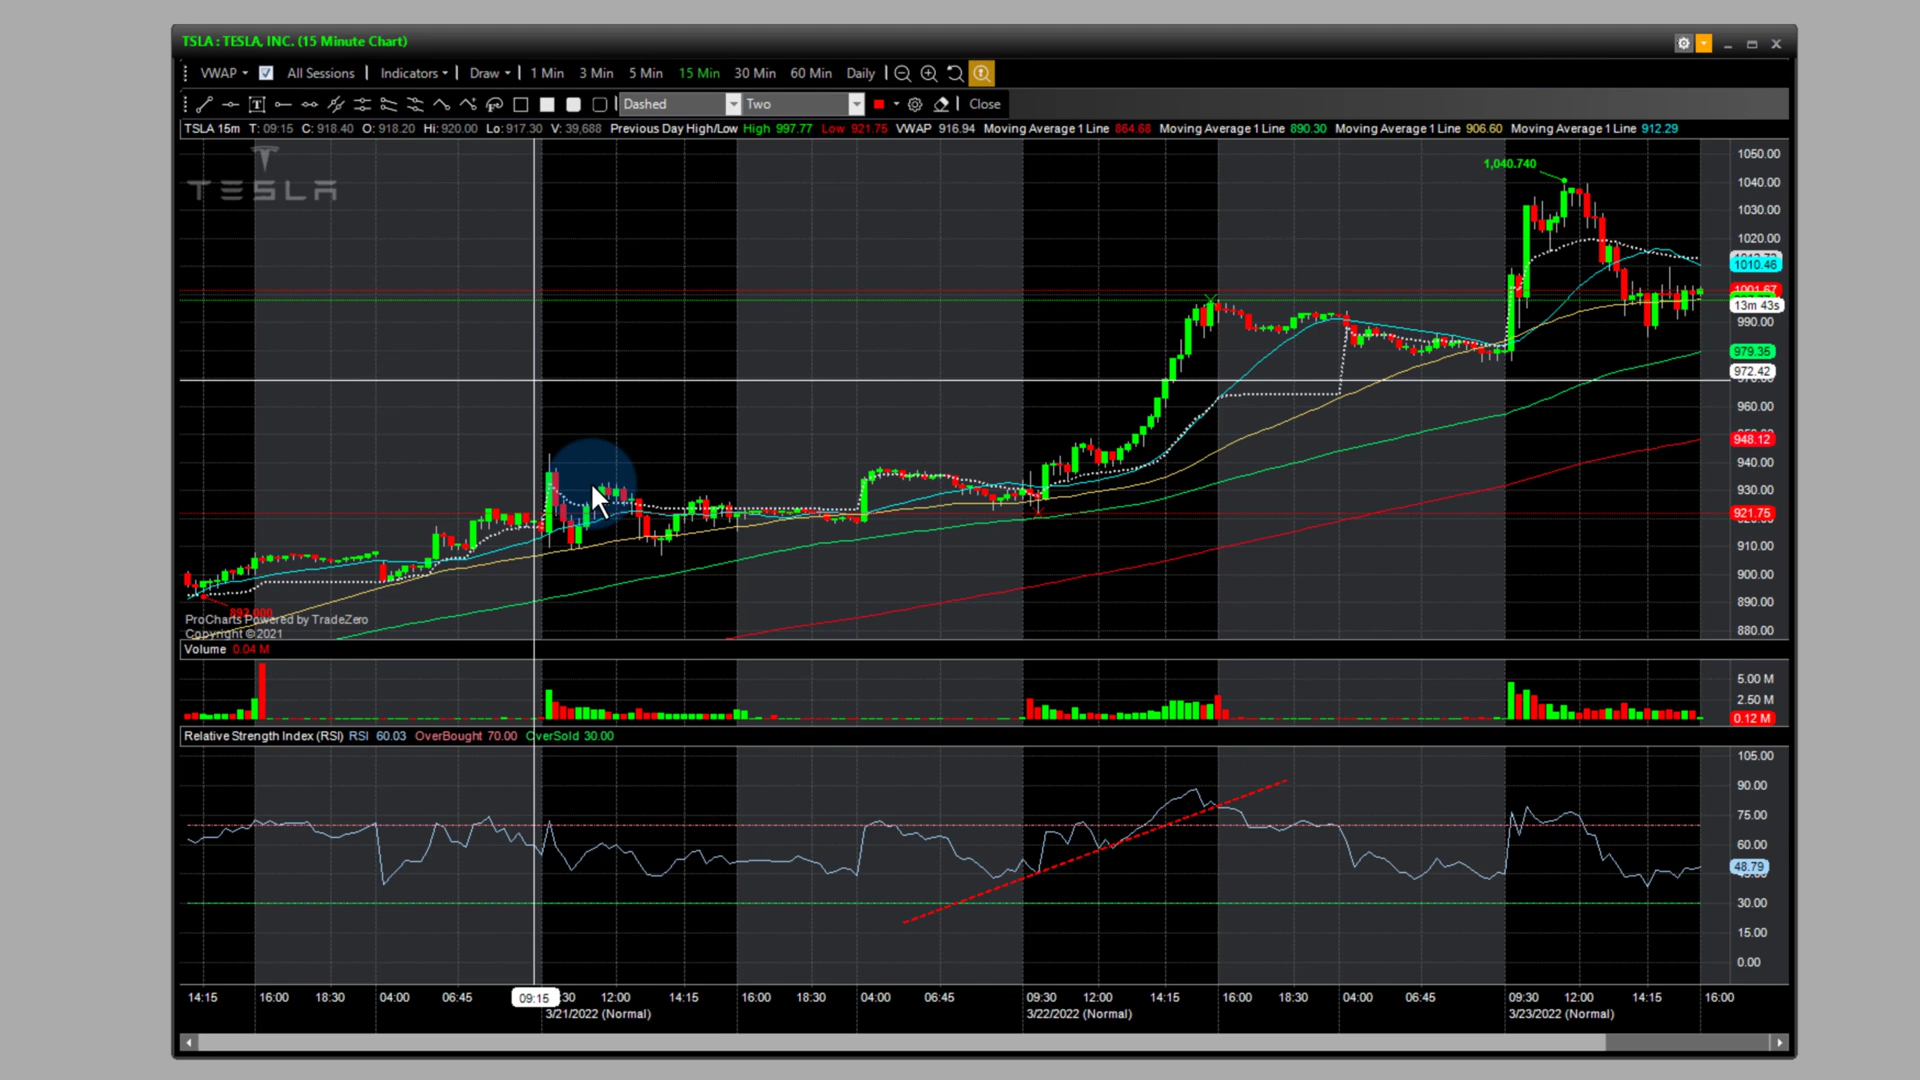 TSLA : TESLA, INC. (15 Minute Chart)
VWAP All Sessions Indicators Draw 1 Min 3 Min 5 Min 15 Min 30 Min 60 Min Daily
T Dashed Two Close
TSLA 15m T: 09:15 C: 918.40 O: 918.20 Hi: 920.00 Lo: 917.30 V: 39,688 Previous Day High/Low High 997.77 Low 921.75 VWAP 916.94 Moving Average 1 Line 864.68 Moving Average 1 Line 890.30 Moving Average 1 Line 906.60 Moving Average 1 Line 912.29
TESLA
1,040.740
1050.00
1040.00
1030.00
1020.00
1010.46
1001.67
13m 43s
990.00
979.35
972.42
960.00
948.12
940.00
930.00
921.75
910.00
900.00
890.00
880.00
ProCharts Powered by TradeZero
Copyright ©2021
Volume 0.04 M
5.00 M
2.50 M
0.12 M
Relative Strength Index (RSI) RSI 60.03 OverBought 70.00 OverSold 30.00
105.00
90.00
75.00
60.00
48.79
30.00
15.00
0.00
14:15 16:00 18:30 04:00 06:45 09:15 :30 12:00 14:15 16:00 18:30 04:00 06:45 09:30 12:00 14:15 16:00 18:30 04:00 06:45 09:30 12:00 14:15 16:00
3/21/2022 (Normal) 3/22/2022 (Normal) 3/23/2022 (Normal)